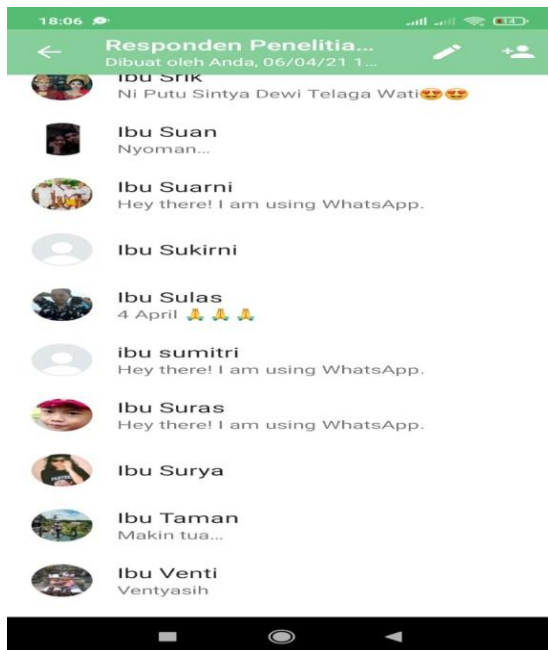 18:06
14
Responden Penelitia...
Dibuat oleh Anda, 06/04/21 1...
Ibu Srik
Ni Putu Sintya Dewi Telaga Wati😍😍
Ibu Suan
Nyoman...
Ibu Suarni
Hey there! I am using WhatsApp.
Ibu Sukirni
Ibu Sulas
4 April 🙏🙏🙏
ibu sumitri
Hey there! I am using WhatsApp.
Ibu Suras
Hey there! I am using WhatsApp.
Ibu Surya
Ibu Taman
Makin tua...
Ibu Venti
Ventyasih